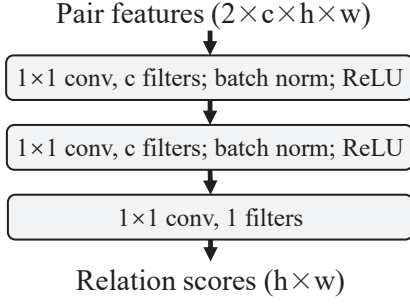 Pair features (2×c×h×w)
1×1 conv, c filters; batch norm; ReLU
1×1 conv, c filters; batch norm; ReLU
1×1 conv, 1 filters
Relation scores (h×w)